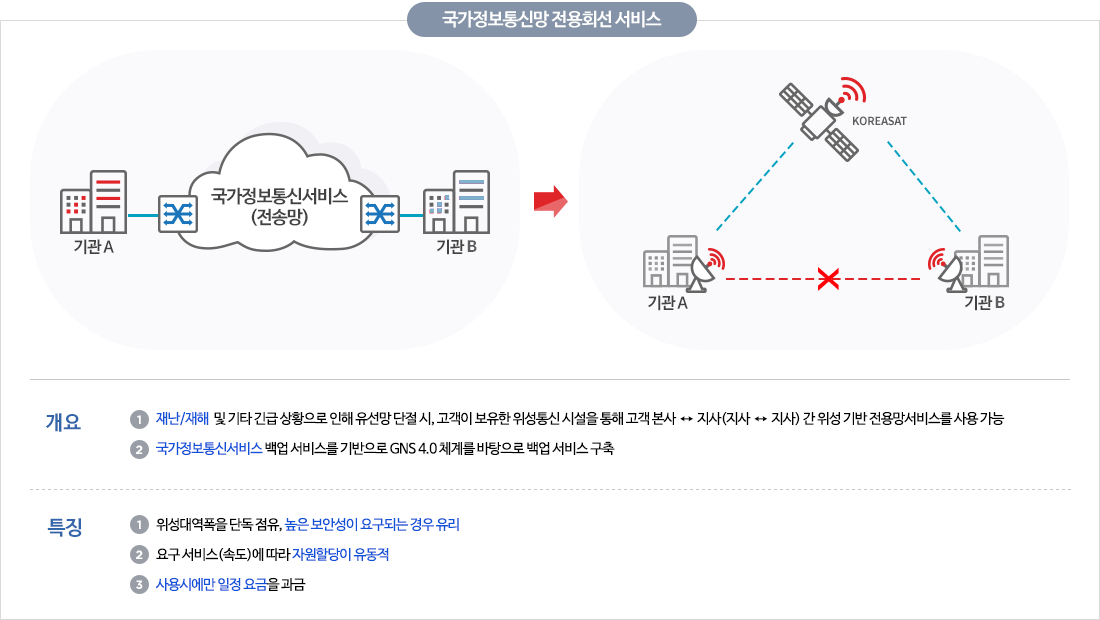 국가정보통신망 전용회선 서비스
국가정보통신서비스
(전송망)
기관 A
기관 B
KOREASAT
기관 A
기관 B
개요
1 재난/재해 및 기타 긴급 상황으로 인해 유선망 단절 시, 고객이 보유한 위성통신 시설을 통해 고객 본사 ↔ 지사(지사 ↔ 지사) 간 위성 기반 전용망서비스를 사용 가능
2 국가정보통신서비스 백업 서비스를 기반으로 GNS 4.0 체계를 바탕으로 백업 서비스 구축
특징
1 위성대역폭을 단독 점유, 높은 보안성이 요구되는 경우 유리
2 요구 서비스(속도)에 따라 자원할당이 유동적
3 사용시에만 일정 요금을 과금